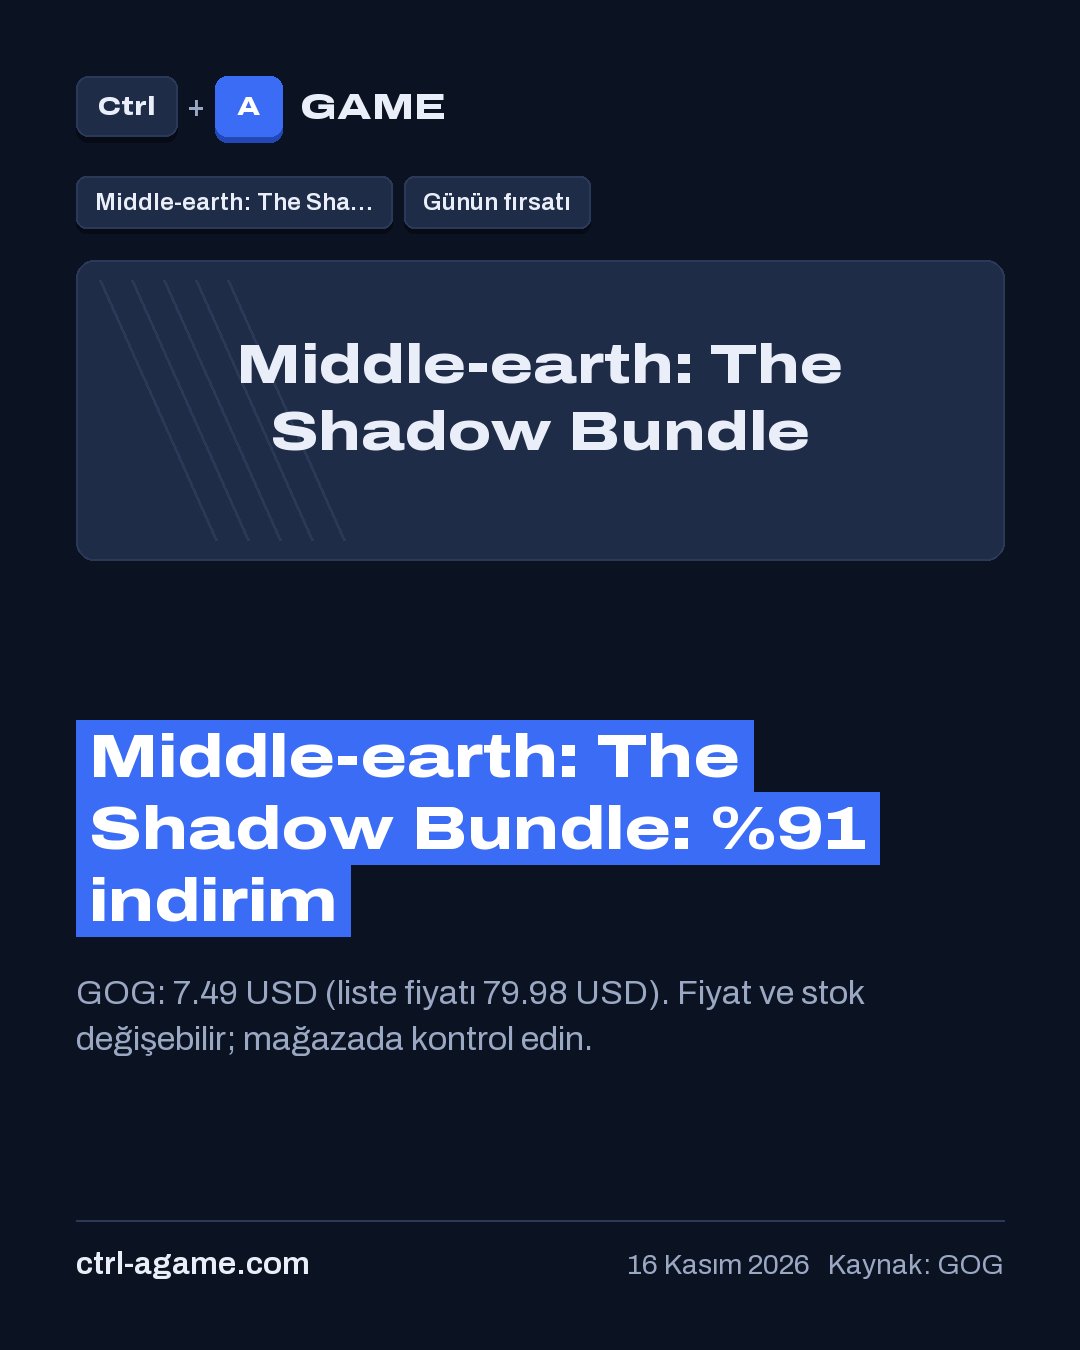 Ctrl + A GAME
Middle-earth: The Sha... Günün fırsatı
Middle-earth: The
Shadow Bundle
Middle-earth: The
Shadow Bundle: %91
indirim
GOG: 7.49 USD (liste fiyatı 79.98 USD). Fiyat ve stok
değişebilir; mağazada kontrol edin.
ctrl-agame.com 16 Kasım 2026 Kaynak: GOG